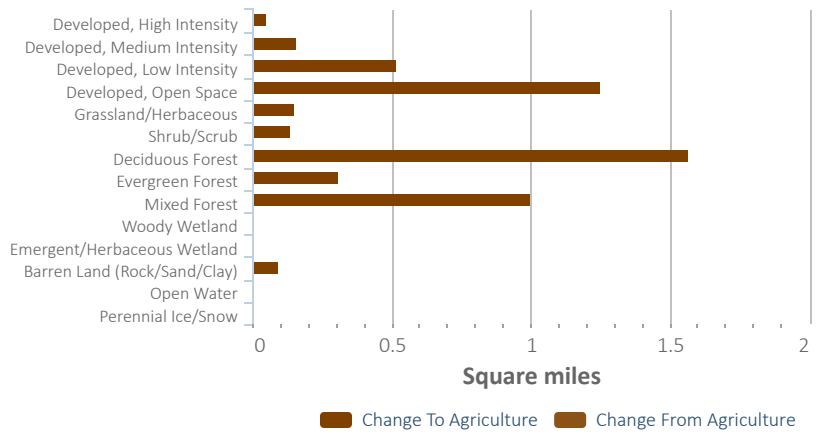 Developed, High Intensity
Developed, Medium Intensity
Developed, Low Intensity
Developed, Open Space
Grassland/Herbaceous
Shrub/Scrub
Deciduous Forest
Evergreen Forest
Mixed Forest
Woody Wetland
Emergent/Herbaceous Wetland
Barren Land (Rock/Sand/Clay)
Open Water
Perennial Ice/Snow
0 0.5 1 1.5 2
Square miles
Change To Agriculture Change From Agriculture